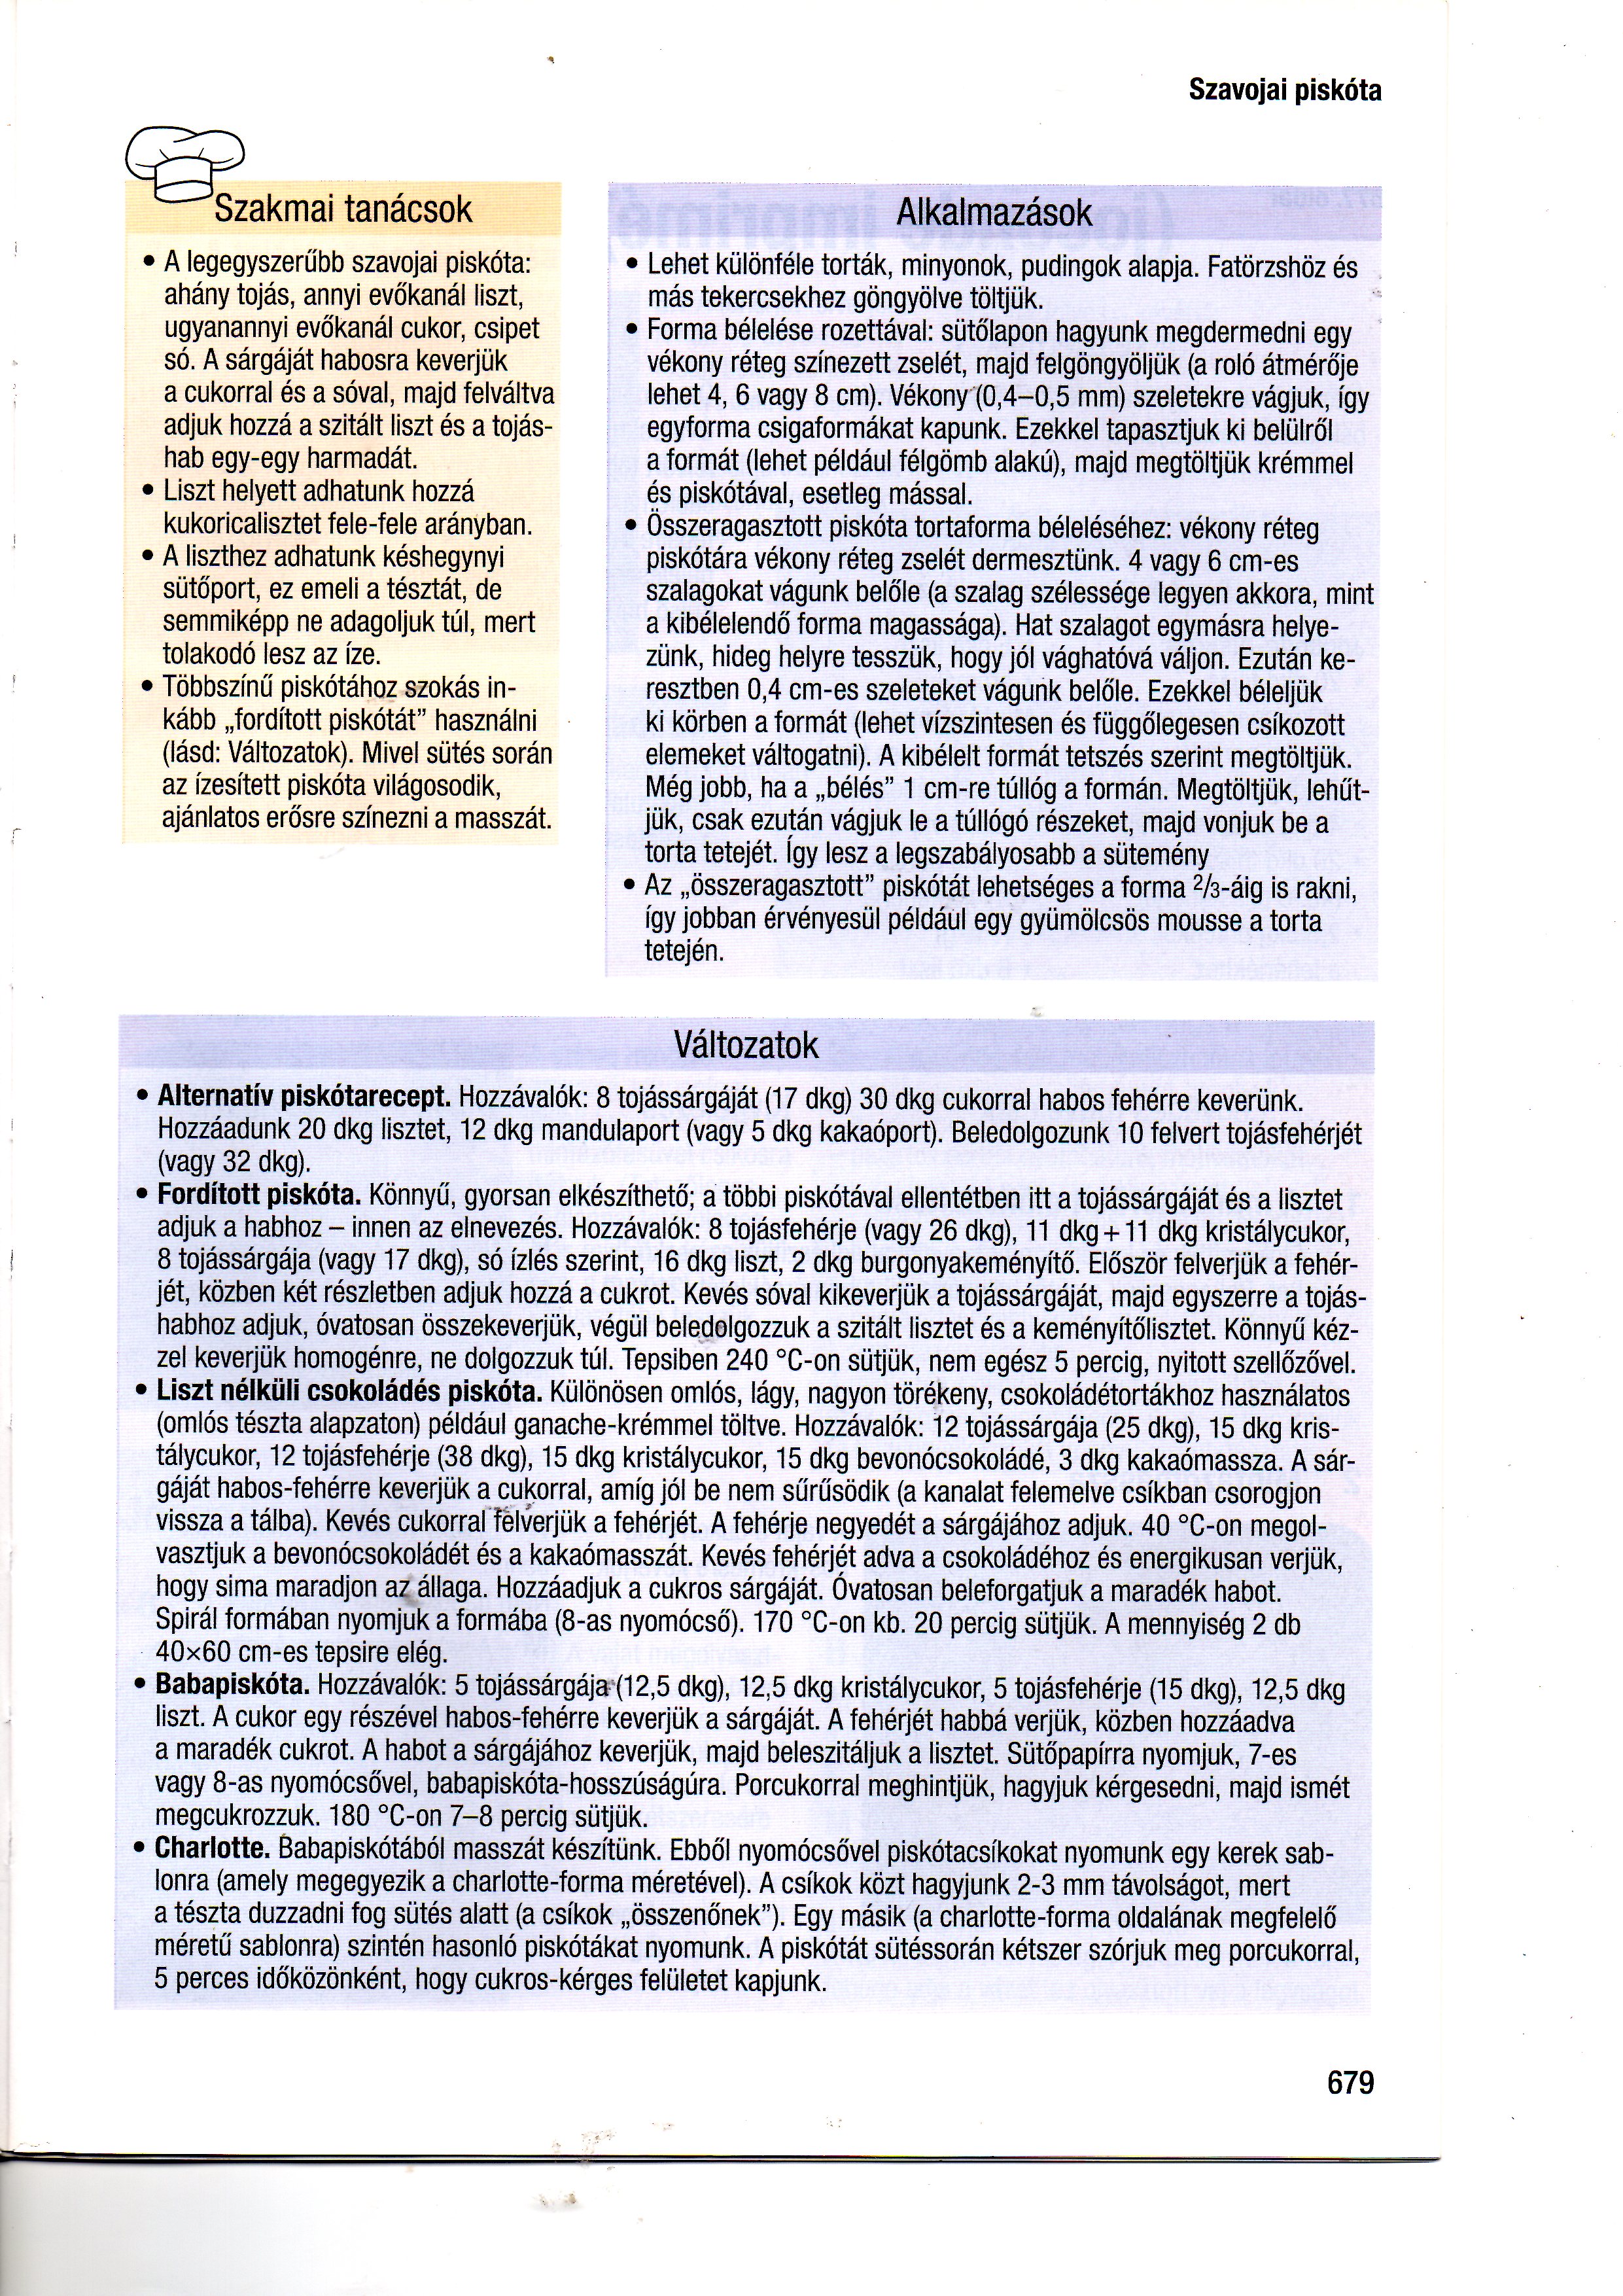 Szavojai piskóta
Szakmai tanácsok
• A legegyszerűbb szavojai piskóta:
ahány tojás, annyi evőkanál liszt,
ugyanannyi evőkanál cukor, csipet
só. A sárgáját habosra keverjük
a cukorral és a sóval, majd felváltva
adjuk hozzá a szitált liszt és a tojás-
hab egy-egy harmadát.
• Liszt helyett adhatunk hozzá
kukoricalisztet fele-fele arányban.
• A liszthez adhatunk késhegynyi
sütőport, ez emeli a tésztát, de
semmiképp ne adagoljuk túl, mert
tolakodó lesz az íze.
• Többszínű piskótához szokás in-
kább „fordított piskótát” használni
(lásd: Változatok). Mivel sütés során
az ízesített piskóta világosodik,
ajánlatos erősre színezni a masszát.
Alkalmazások
• Lehet különféle torták, minyonok, pudingok alapja. Fatörzshöz és
más tekercsekhez göngyölve töltjük.
• Forma bélelése rozettával: sütőlapon hagyunk megdermedni egy
vékony réteg színezett zselét, majd felgöngyöljük (a roló átmérője
lehet 4, 6 vagy 8 cm). Vékony (0,4–0,5 mm) szeletekre vágjuk, így
egyforma csigaformákat kapunk. Ezekkel tapasztjuk ki belülről
a formát (lehet például félgömb alakú), majd megtöltjük krémmel
és piskótával, esetleg mással.
• Összeragasztott piskóta tortaforma béleléséhez: vékony réteg
piskótára vékony réteg zselét dermesztünk. 4 vagy 6 cm-es
szalagokat vágunk belőle (a szalag szélessége legyen akkora, mint
a kibélelendő forma magassága). Hat szalagot egymásra helye-
zünk, hideg helyre tesszük, hogy jól vághatóvá váljon. Ezután ke-
resztben 0,4 cm-es szeleteket vágunk belőle. Ezekkel béleljük
ki körben a formát (lehet vízszintesen és függőlegesen csíkozott
elemeket váltogatni). A kibélelt formát tetszés szerint megtöltjük.
Még jobb, ha a „bélés” 1 cm-re túllóg a formán. Megtöltjük, lehűt-
jük, csak ezután vágjuk le a túllógó részeket, majd vonjuk be a
torta tetejét. Így lesz a legszabályosabb a sütemény
• Az „összeragasztott” piskótát lehetséges a forma 2/3-áig is rakni,
így jobban érvényesül például egy gyümölcsös mousse a torta
tetején.
Változatok
• Alternatív piskótarecept. Hozzávalók: 8 tojássárgáját (17 dkg) 30 dkg cukorral habos fehérre keverünk.
Hozzáadunk 20 dkg lisztet, 12 dkg mandulaport (vagy 5 dkg kakaóport). Beledolgozunk 10 felvert tojásfehérjét
(vagy 32 dkg).
• Fordított piskóta. Könnyű, gyorsan elkészíthető; a többi piskótával ellentétben itt a tojássárgáját és a lisztet
adjuk a habhoz – innen az elnevezés. Hozzávalók: 8 tojásfehérje (vagy 26 dkg), 11 dkg+11 dkg kristálycukor,
8 tojássárgája (vagy 17 dkg), só ízlés szerint, 16 dkg liszt, 2 dkg burgonyakeményítő. Először felverjük a fehér-
jét, közben két részletben adjuk hozzá a cukrot. Kevés sóval kikeverjük a tojássárgáját, majd egyszerre a tojás-
habhoz adjuk, óvatosan összekeverjük, végül beledolgozzuk a szitált lisztet és a keményítőlisztet. Könnyű kéz-
zel keverjük homogénre, ne dolgozzuk túl. Tepsiben 240 °C-on sütjük, nem egész 5 percig, nyitott szellőzővel.
• Liszt nélküli csokoládés piskóta. Különösen omlós, lágy, nagyon törékeny, csokoládétortákhoz használatos
(omlós tészta alapzaton) például ganache-krémmel töltve. Hozzávalók: 12 tojássárgája (25 dkg), 15 dkg kris-
tálycukor, 12 tojásfehérje (38 dkg), 15 dkg kristálycukor, 15 dkg bevonócsokoládé, 3 dkg kakaómassza. A sár-
gáját habos-fehérre keverjük a cukorral, amíg jól be nem sűrűsödik (a kanalat felemelve csíkban csorogjon
vissza a tálba). Kevés cukorral felverjük a fehérjét. A fehérje negyedét a sárgájához adjuk. 40 °C-on megol-
vasztjuk a bevonócsokoládét és a kakaómasszát. Kevés fehérjét adva a csokoládéhoz és energikusan verjük,
hogy sima maradjon az állaga. Hozzáadjuk a cukros sárgáját. Óvatosan beleforgatjuk a maradék habot.
Spirál formában nyomjuk a formába (8-as nyomócső). 170 °C-on kb. 20 percig sütjük. A mennyiség 2 db
40x60 cm-es tepsire elég.
• Babapiskóta. Hozzávalók: 5 tojássárgája (12,5 dkg), 12,5 dkg kristálycukor, 5 tojásfehérje (15 dkg), 12,5 dkg
liszt. A cukor egy részével habos-fehérre keverjük a sárgáját. A fehérjét habbá verjük, közben hozzáadva
a maradék cukrot. A habot a sárgájához keverjük, majd beleszitáljuk a lisztet. Sütőpapírra nyomjuk, 7-es
vagy 8-as nyomócsővel, babapiskóta-hosszúságúra. Porcukorral meghintjük, hagyjuk kérgesedni, majd ismét
megcukrozzuk. 180 °C-on 7–8 percig sütjük.
• Charlotte. Babapiskótából masszát készítünk. Ebből nyomócsővel piskótacsíkokat nyomunk egy kerek sab-
lonra (amely megegyezik a charlotte-forma méretével). A csíkok közt hagyjunk 2-3 mm távolságot, mert
a tészta duzzadni fog sütés alatt (a csíkok „összenőnek”). Egy másik (a charlotte-forma oldalának megfelelő
méretű sablonra) szintén hasonló piskótákat nyomunk. A piskótát sütéssorán kétszer szórjuk meg porcukorral,
5 perces időközönként, hogy cukros-kérges felületet kapjunk.
679